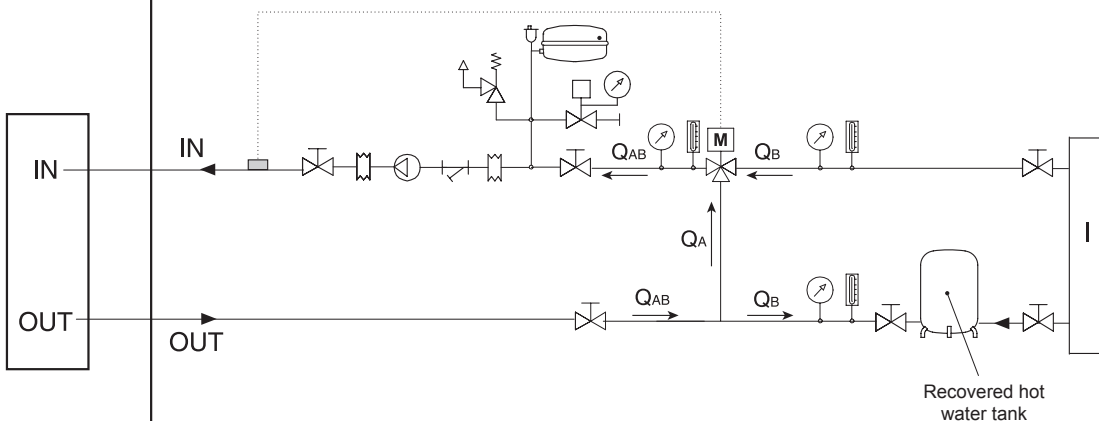 M
IN
QAB
QB
IN
I
QA
QAB
QB
OUT
OUT
Recovered hot
water tank